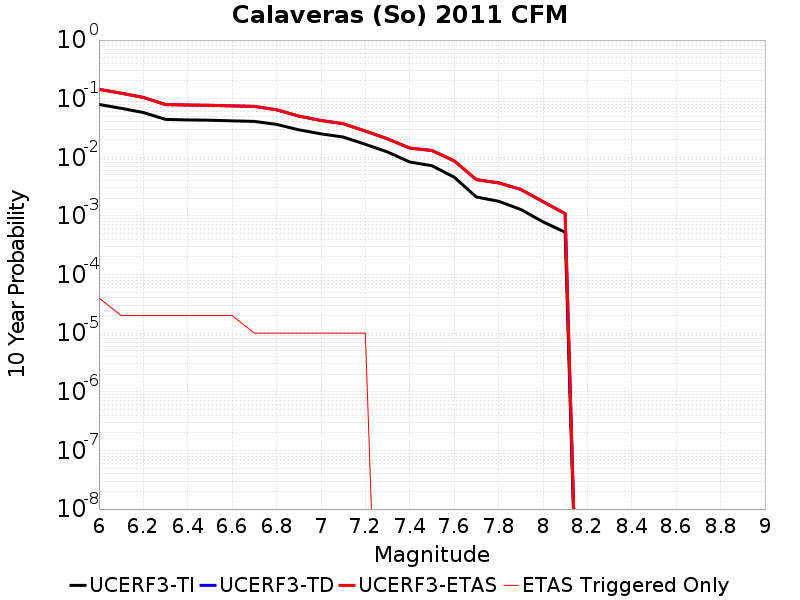 Calaveras (So) 2011 CFM
10 Year Probability
10^0
10^-1
10^-2
10^-3
10^-4
10^-5
10^-6
10^-7
10^-8
6 6.2 6.4 6.6 6.8 7 7.2 7.4 7.6 7.8 8 8.2 8.4 8.6 8.8 9
Magnitude
UCERF3-TI UCERF3-TD UCERF3-ETAS ETAS Triggered Only